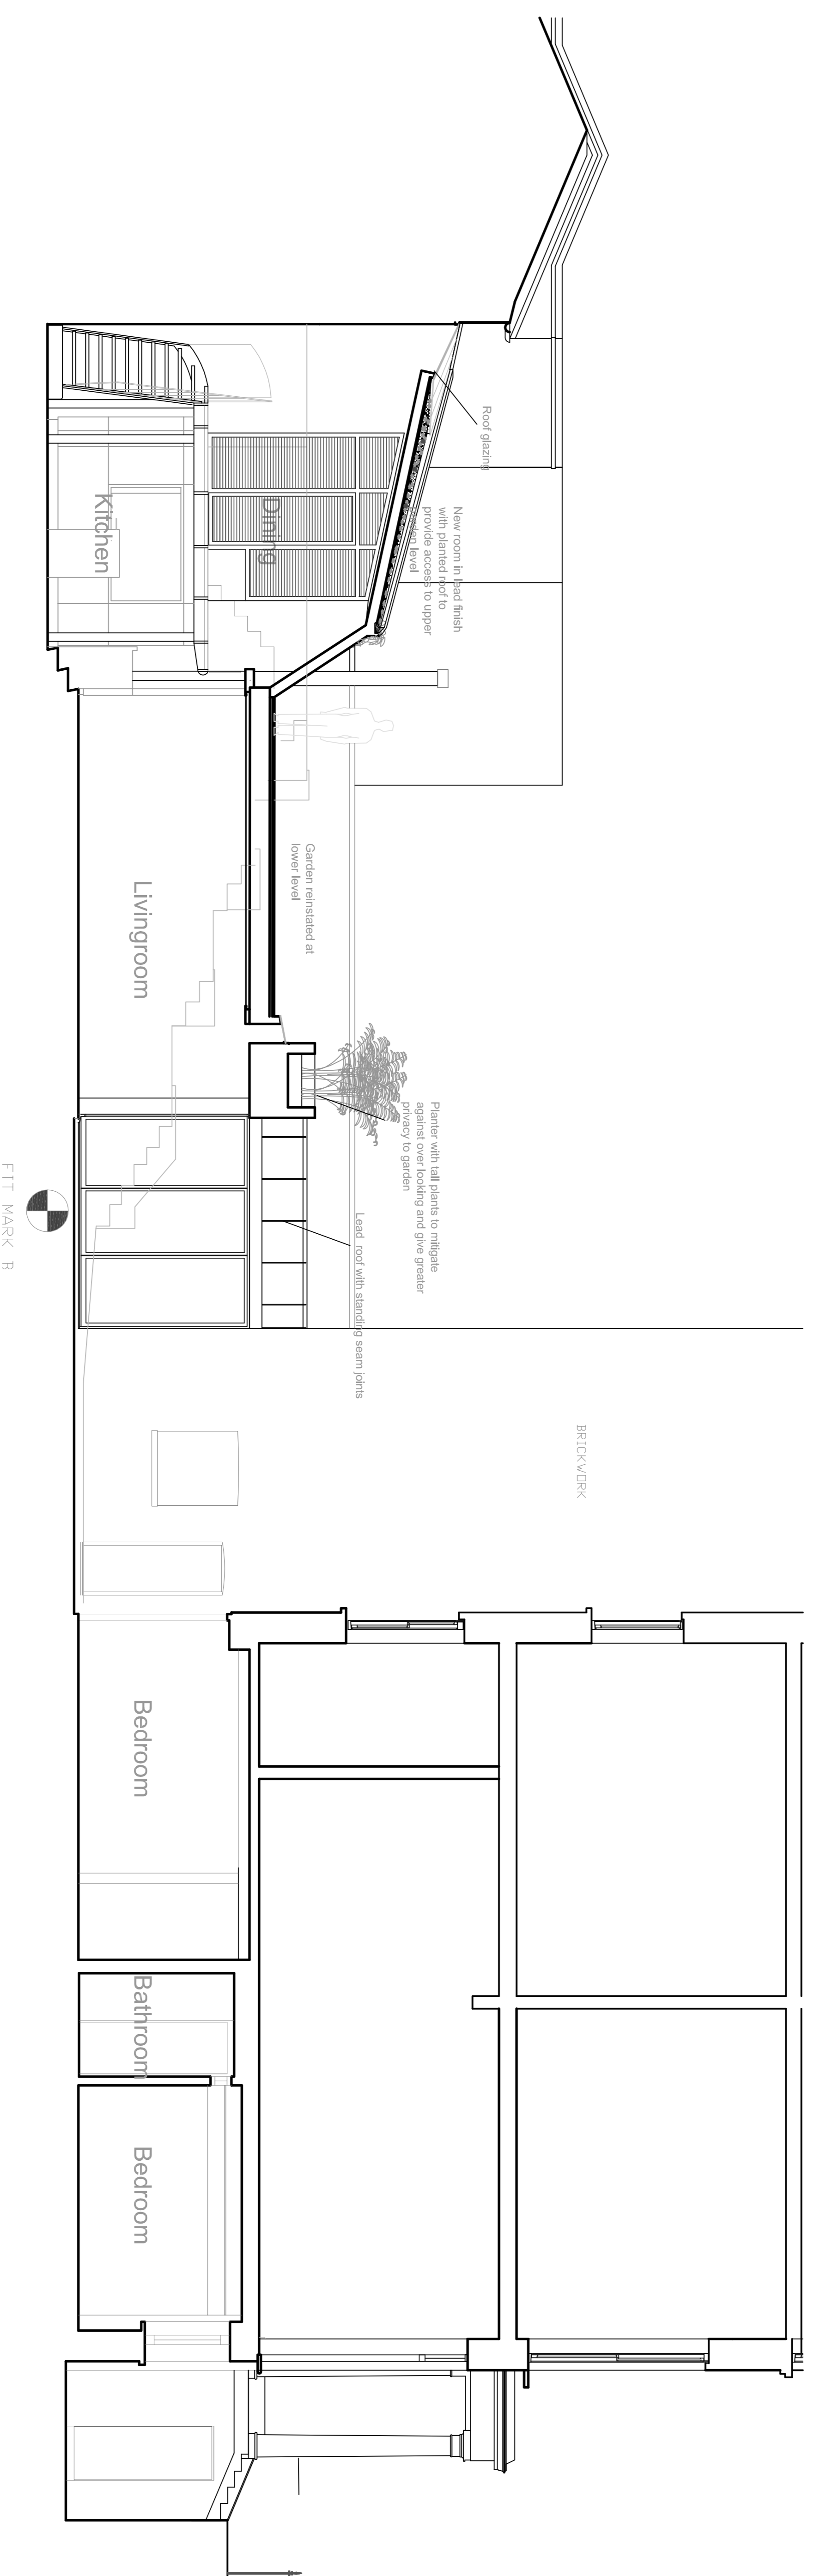 Roof glazing
New room in lead finish
with planted roof to
provide access to upper
garden level
Dining
Kitchen
Garden reinstated at
lower level
Livingroom
Planter with tall plants to mitigate
against over looking and give greater
privacy to garden
Lead roof with standing seam joints
BRICKWORK
FIT MARK B
Bedroom
Bathroom
Bedroom